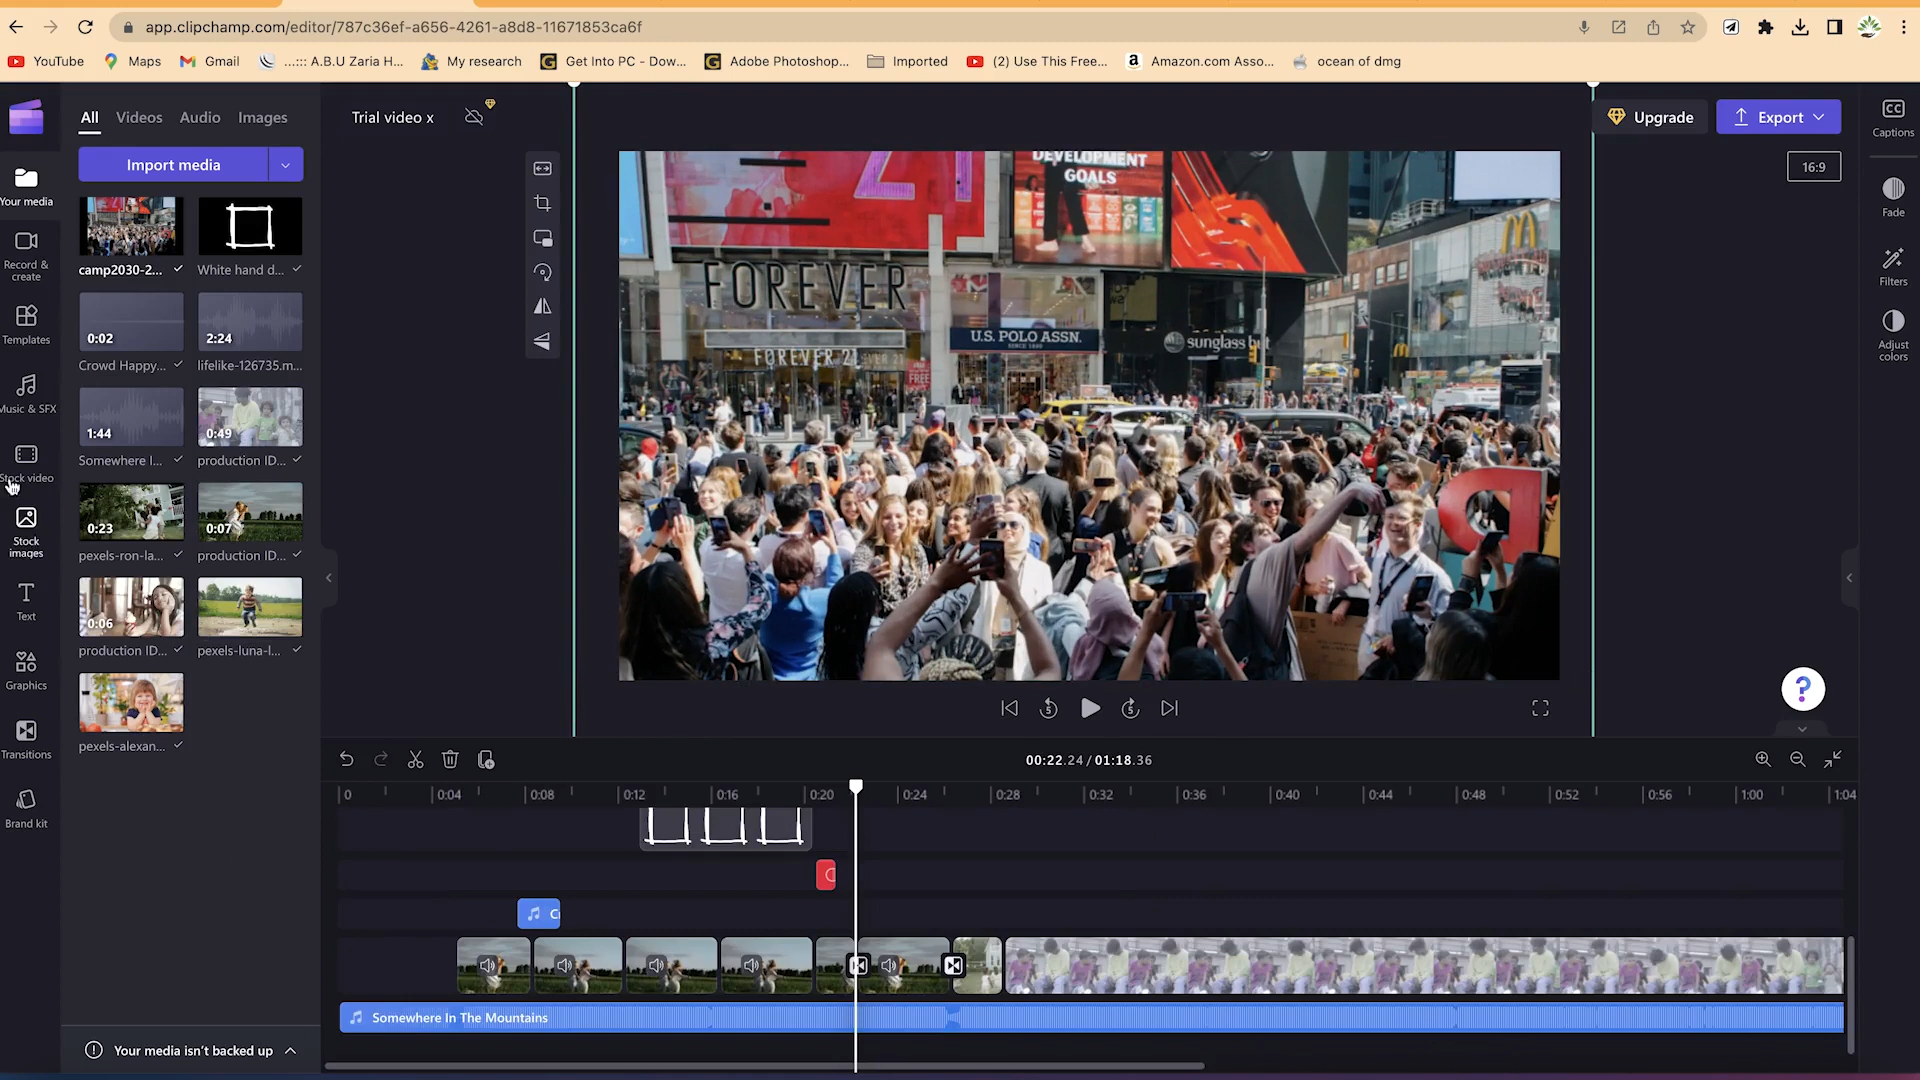 app.clipchamp.com/editor/787c36ef-a656-4261-a8d8-11671853ca6f
YouTube
Maps
Gmail
...::: A.B.U Zaria H...
My research
Get Into PC - Dow...
Adobe Photoshop...
Imported
(2) Use This Free...
Amazon.com Asso...
ocean of dmg
All
Videos
Audio
Images
Trial video x
Upgrade
Export
CC
Captions
Import media
16:9
Your media
camp2030-2...
White hand d...
Fade
Record &
create
Filters
0:02
2:24
Templates
Crowd Happy...
lifelike-126735.m...
Adjust
colors
Music & SFX
1:44
0:49
Somewhere I...
production ID...
Stock video
0:23
0:07
Stock
images
pexels-ron-la...
production ID...
Text
0:06
production ID...
pexels-luna-l...
Graphics
Transitions
pexels-alexan...
Brand kit
DEVELOPMENT
GOALS
FOREVER
U.S. POLO ASSN.
SINCE 1890
sunglass hut
FOREVER 21
FREE
5
5
?
00:22.24 / 01:18.36
0
0:04
0:08
0:12
0:16
0:20
0:24
0:28
0:32
0:36
0:40
0:44
0:48
0:52
0:56
1:00
1:04
Somewhere In The Mountains
Your media isn't backed up